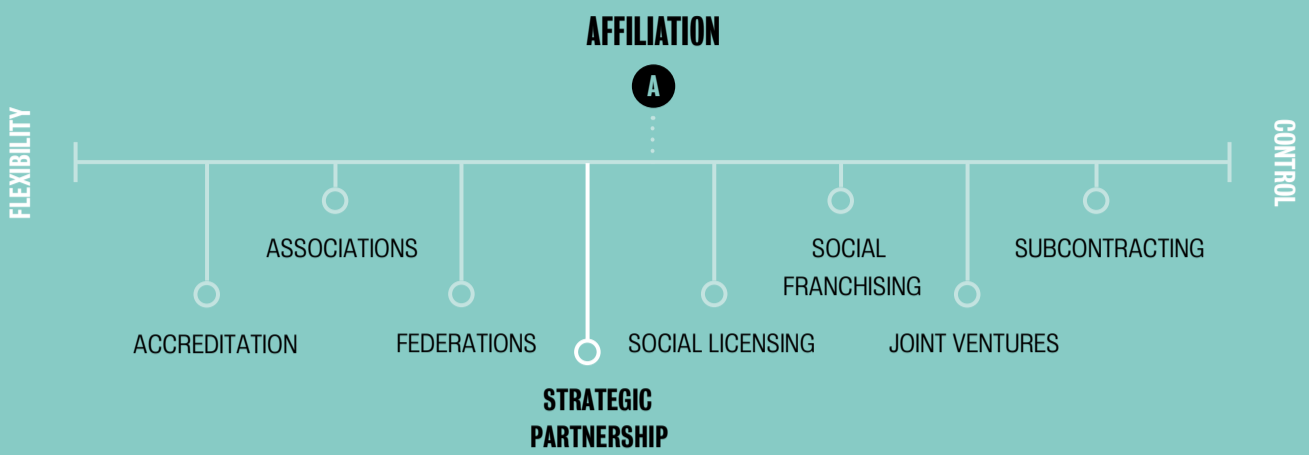 AFFILIATION
A
FLEXIBILITY
CONTROL
ASSOCIATIONS
SOCIAL
FRANCHISING
SUBCONTRACTING
ACCREDITATION
FEDERATIONS
SOCIAL LICENSING
JOINT VENTURES
STRATEGIC
PARTNERSHIP